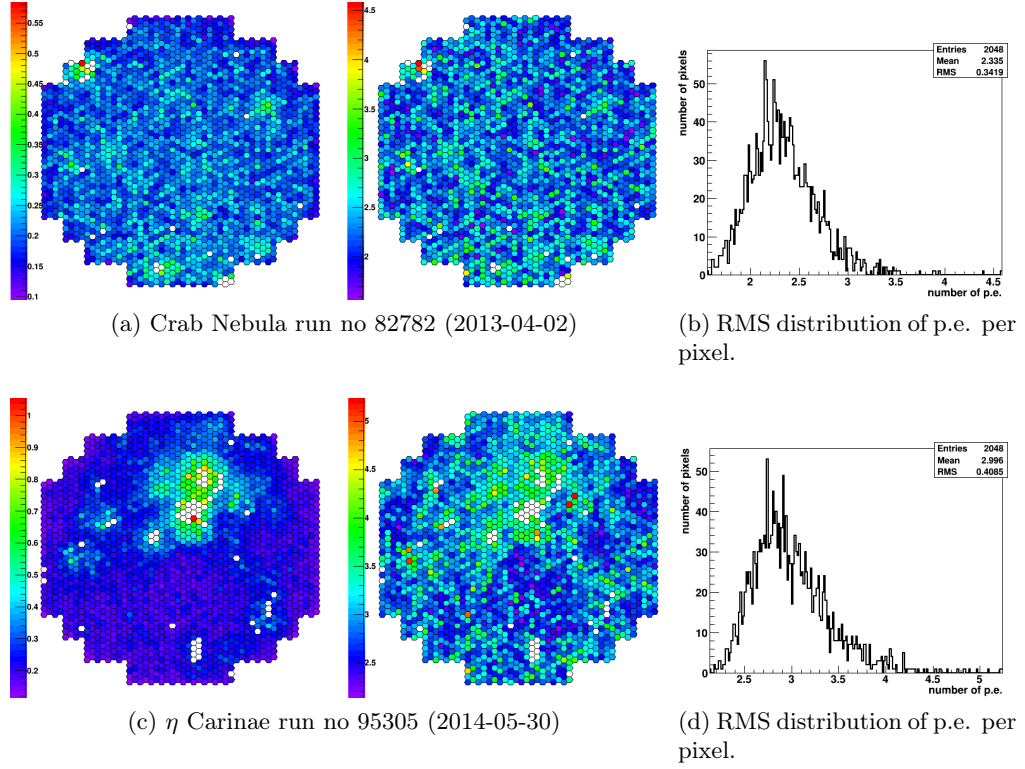 0.55
0.5
0.45
0.4
0.35
0.3
0.25
0.2
0.15
0.1
4.5
4
3.5
3
2.5
2
number of pixels
50
40
30
20
10
0
Entries 2048
Mean 2.335
RMS 0.3419
2 2.5 3 3.5 4 4.5
number of p.e.
(a) Crab Nebula run no 82782 (2013-04-02)
(b) RMS distribution of p.e. per
pixel.
1
0.9
0.8
0.7
0.6
0.5
0.4
0.3
0.2
5
4.5
4
3.5
3
2.5
number of pixels
50
40
30
20
10
0
Entries 2048
Mean 2.996
RMS 0.4085
2.5 3 3.5 4 4.5 5
number of p.e.
(c) η Carinae run no 95305 (2014-05-30)
(d) RMS distribution of p.e. per
pixel.